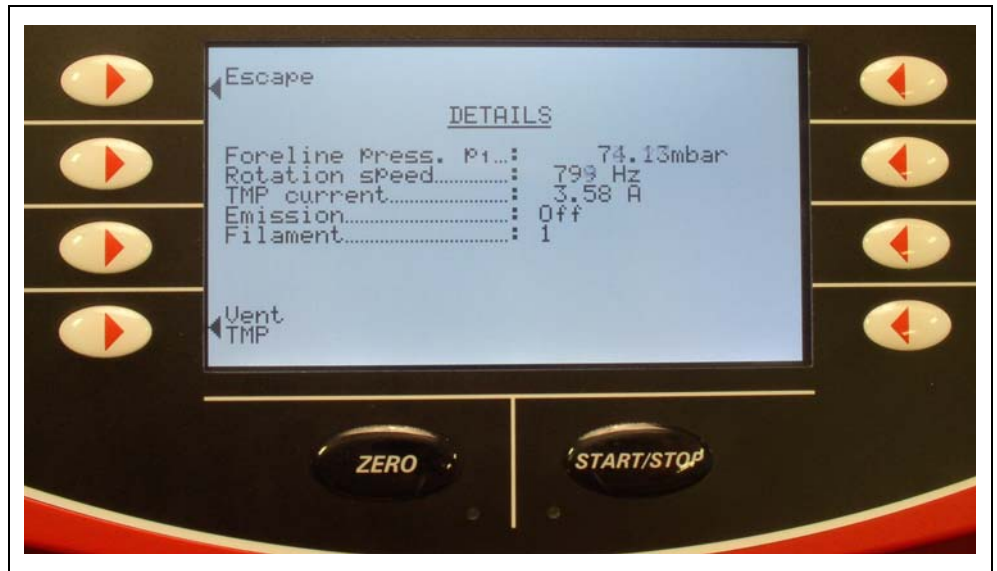 Escape
DETAILS
Foreline Press. P1...: 74.13mbar
Rotation speed............: 799 Hz
TMP current..................: 3.58 A
Emission.........................: Off
Filament.........................: 1
Vent
TMP
ZERO
START/STOP